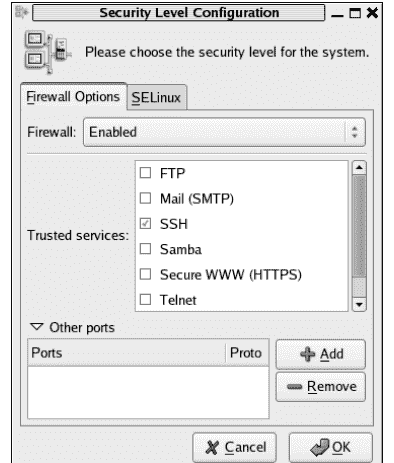 Security Level Configuration
Please choose the security level for the system.
Firewall Options SELinux
Firewall: Enabled
Trusted services:
FTP
Mail (SMTP)
SSH
Samba
Secure WWW (HTTPS)
Telnet
Other ports
Ports Proto
Add
Remove
Cancel OK